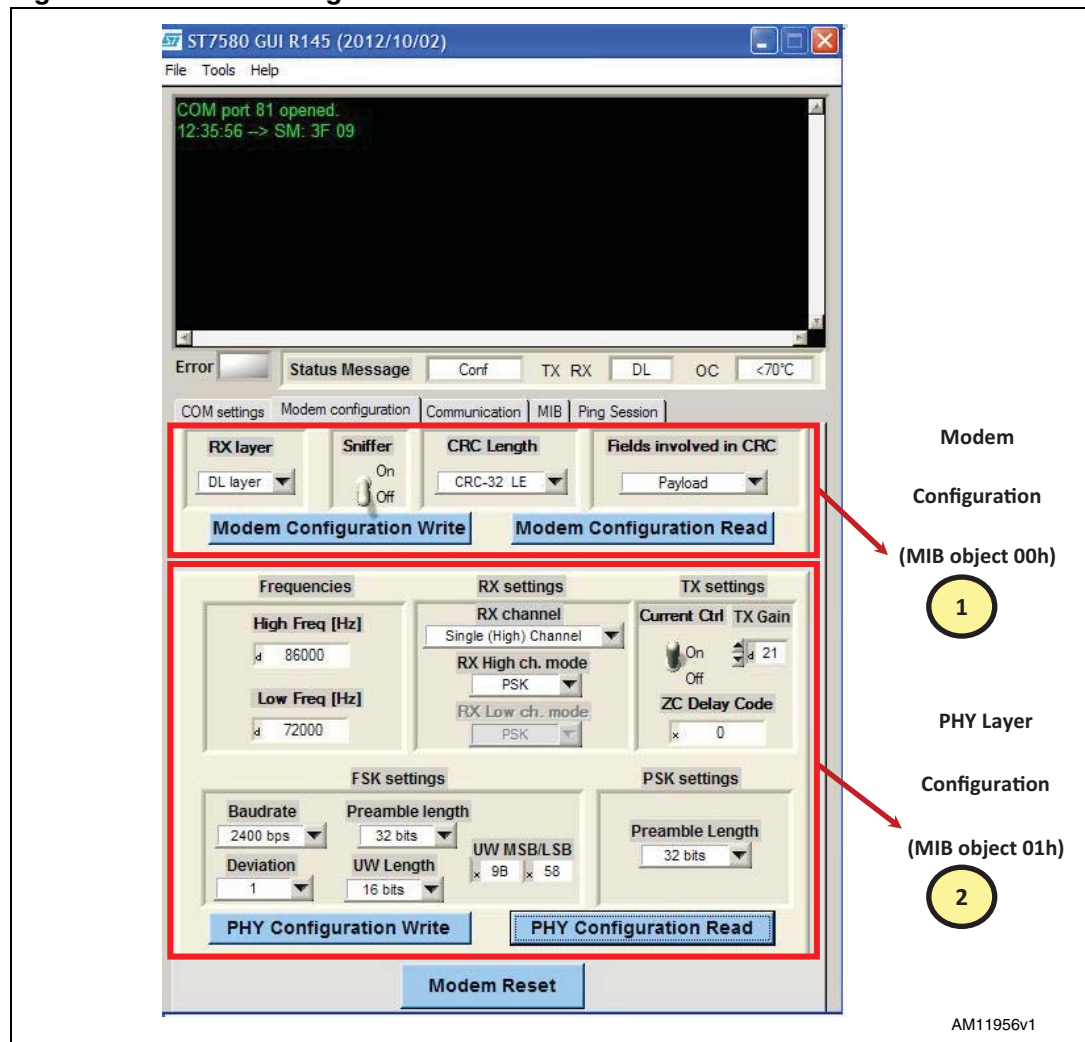 ST7580 GUI R145 (2012/10/02)
File Tools Help
COM port 81 opened.
12:35:56 --> SM: 3F 09
Error Status Message Conf TX RX DL OC <70°C
COM settings Modem configuration Communication MIB Ping Session
RX layer Sniffer CRC Length Fields involved in CRC
On
DL layer CRC-32 LE Payload
Off
Modem Configuration Write Modem Configuration Read
Modem
Configuration
(MIB object 00h)
1
Frequencies RX settings TX settings
High Freq [Hz] RX channel Current Ctrl TX Gain
Single (High) Channel
d 86000 On d 21
RX High ch. mode
PSK Off
Low Freq [Hz] RX Low ch. mode ZC Delay Code
d 72000 PSK x 0
FSK settings PSK settings
Baudrate Preamble length
2400 bps 32 bits Preamble Length
UW MSB/LSB
Deviation UW Length x 9B x 58 32 bits
1 16 bits
PHY Configuration Write PHY Configuration Read
PHY Layer
Configuration
(MIB object 01h)
2
Modem Reset
AM11956v1